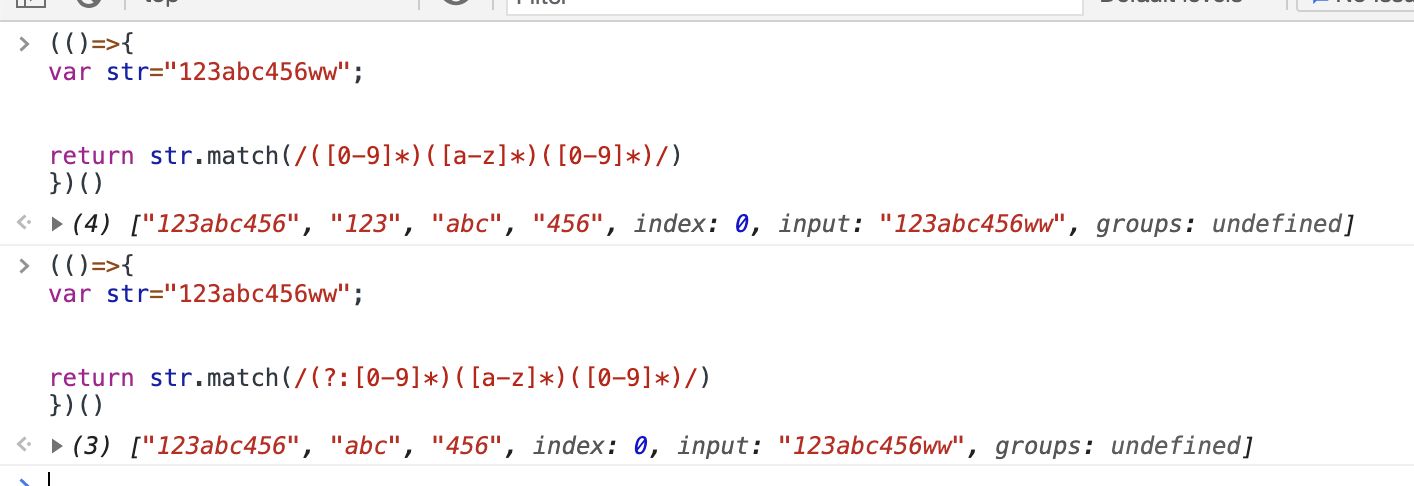 top
Filter
Default levels
No Issu
(()=>{
var str="123abc456ww";
return str.match(/([0-9]*)([a-z]*)([0-9]*)/)
})()
(4) ["123abc456", "123", "abc", "456", index: 0, input: "123abc456ww", groups: undefined]
(()=>{
var str="123abc456ww";
return str.match(/(?:[0-9]*)([a-z]*)([0-9]*)/)
})()
(3) ["123abc456", "abc", "456", index: 0, input: "123abc456ww", groups: undefined]